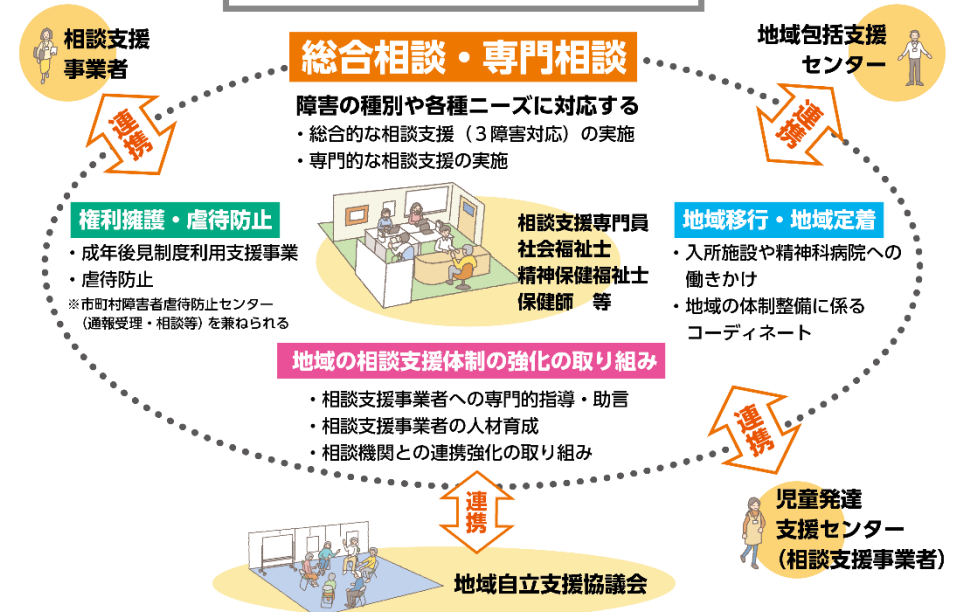 相談支援
事業者
総合相談・専門相談
地域包括支援
センター
連携
連携
障害の種別や各種ニーズに対応する
・総合的な相談支援（３障害対応）の実施
・専門的な相談支援の実施
権利擁護・虐待防止
・成年後見制度利用支援事業
・虐待防止
※市町村障害者虐待防止センター
（通報受理・相談等）を兼ねられる
相談支援専門員
社会福祉士
精神保健福祉士
保健師　等
地域移行・地域定着
・入所施設や精神科病院への
働きかけ
・地域の体制整備に係る
コーディネート
地域の相談支援体制の強化の取り組み
・相談支援事業者への専門的指導・助言
・相談支援事業者の人材育成
・相談機関との連携強化の取り組み
連携
連携
児童発達
支援センター
（相談支援事業者）
地域自立支援協議会